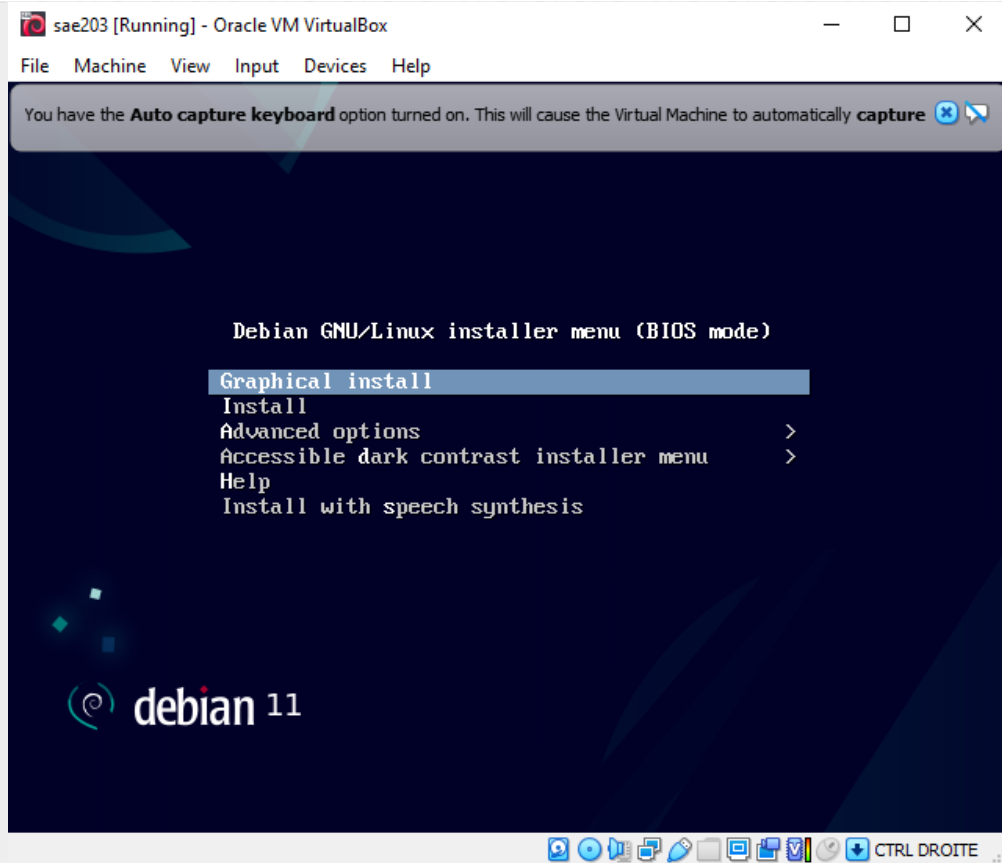 sae203 [Running] - Oracle VM VirtualBox
File Machine View Input Devices Help
You have the Auto capture keyboard option turned on. This will cause the Virtual Machine to automatically capture
Debian GNU/Linux installer menu (BIOS mode)
Graphical install
Install
Advanced options >
Accessible dark contrast installer menu >
Help
Install with speech synthesis
debian 11
CTRL DROITE